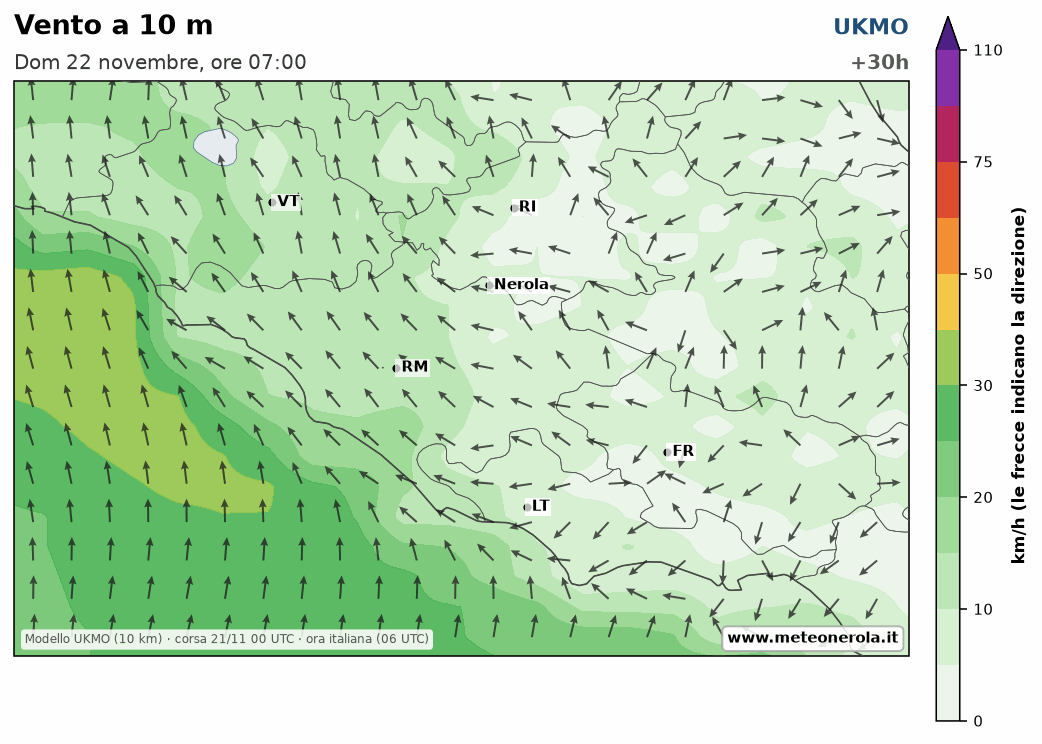 Vento a 10 m
UKMO
Dom 22 novembre, ore 07:00
+30h
VT
RI
Nerola
RM
FR
LT
Modello UKMO (10 km) · corsa 21/11 00 UTC · ora italiana (06 UTC)
www.meteonerola.it
110
75
50
30
20
10
0
km/h (le frecce indicano la direzione)